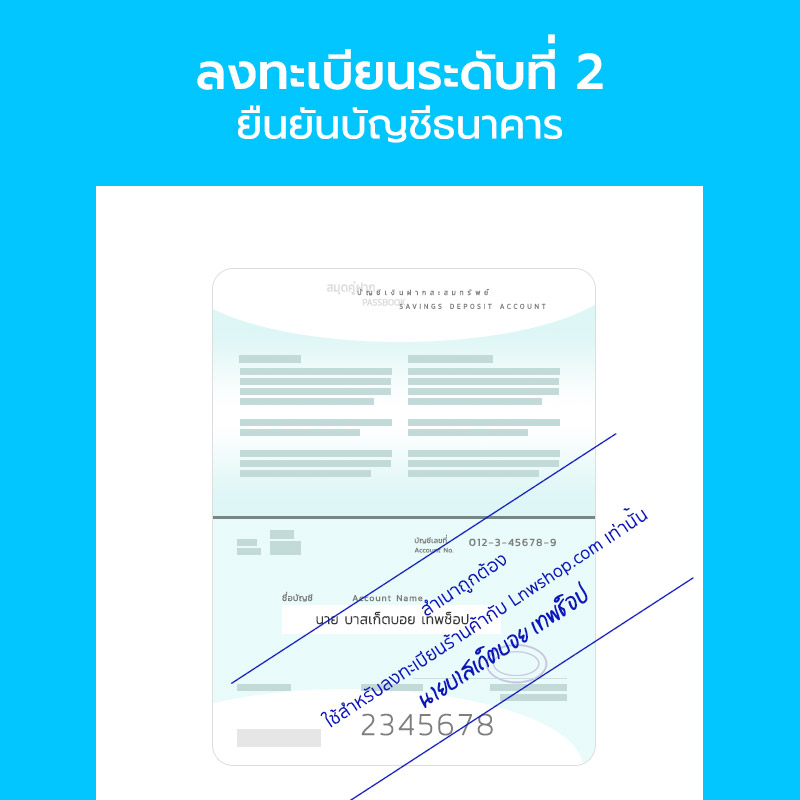 ลงทะเบียนระดับที่ 2
ยืนยันบัญชีธนาคาร
สมุดคู่ฝาก
บัญชีเงินฝากสะสมทรัพย์
PASSBOOK
SAVINGS DEPOSIT ACCOUNT
บัญชีเลขที่
Account No.
012-3-45678-9
ชื่อบัญชี Account Name
นาย บาสเก็ตบอย เทพช็อป
สำเนาถูกต้อง
ใช้สำหรับลงทะเบียนร้านค้ากับ Lnwshop.com เท่านั้น
นายบาสเก็ตบอย เทพช็อป
2345678